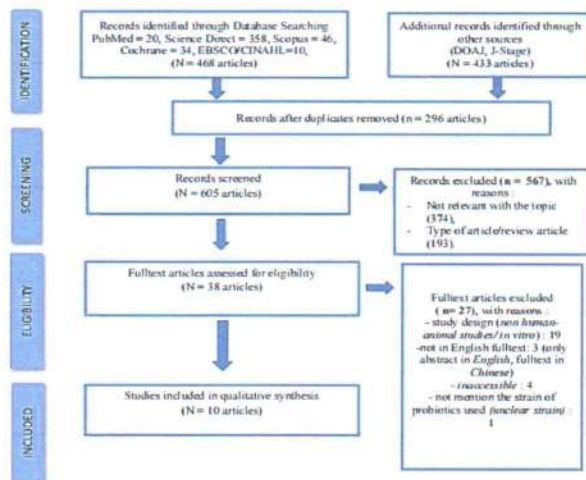 IDENTIFICATION
Records identified through Database Searching
PubMed = 20, Science Direct = 358, Scopus = 46,
Cochrane = 34, EBSCO/CINAHL=10,
(N = 468 articles)
Additional records identified through
other sources
(DOAJ, J-Stage)
(N = 433 articles)
Records after duplicates removed (n = 296 articles)
SCREENING
Records screened
N = 605 articles)
Records excluded (n = 567), with
reasons :
- Not relevant with the topic
(374),
- Type of article/review article
(193).
ELIGIBILITY
Fulltext articles assessed for eligibility
(N = 38 articles)
Fulltext articles excluded
( n= 27), with reasons :
- study design (non human-
animal studies/in vitro) : 19
-not in English fulltext: 3 (only
abstract in English, fulltext in
Chinese)
- inaccessible : 4
- not mention the strain of
probiotics used (unclear strain) :
1
INCLUDED
Studies included in qualitative synthesis
(N = 10 articles)